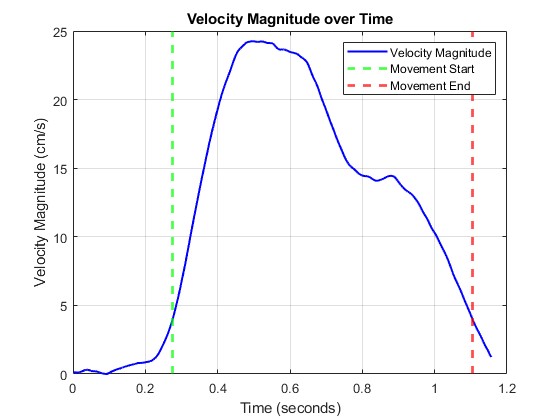 Velocity Magnitude over Time
25
20
15
10
5
0
Velocity Magnitude (cm/s)
Velocity Magnitude
Movement Start
Movement End
0 0.2 0.4 0.6 0.8 1 1.2
Time (seconds)